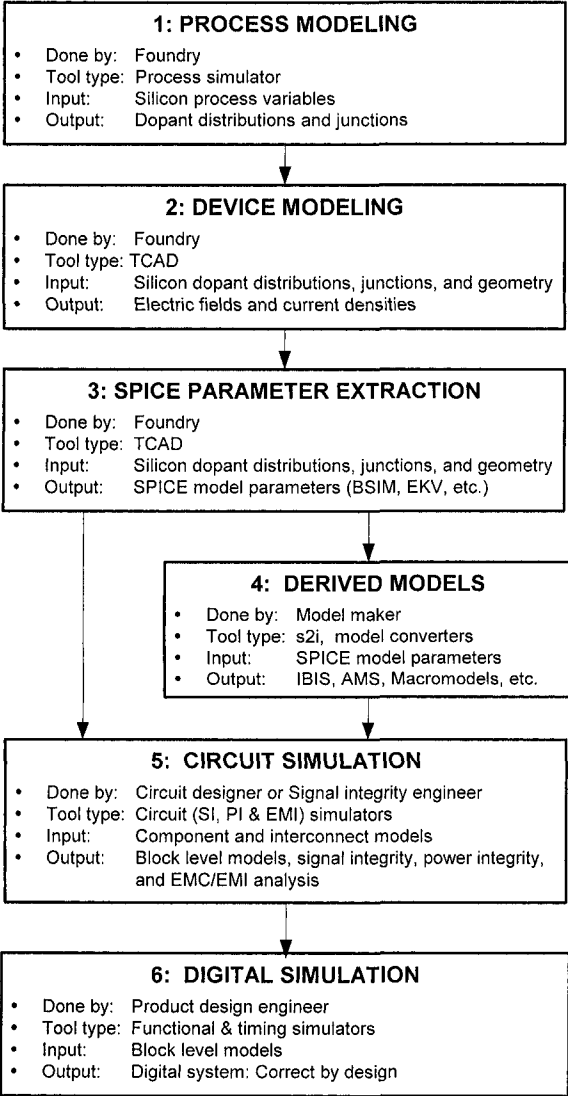 1: PROCESS MODELING
• Done by: Foundry
• Tool type: Process simulator
• Input: Silicon process variables
• Output: Dopant distributions and junctions
2: DEVICE MODELING
• Done by: Foundry
• Tool type: TCAD
• Input: Silicon dopant distributions, junctions, and geometry
• Output: Electric fields and current densities
3: SPICE PARAMETER EXTRACTION
• Done by: Foundry
• Tool type: TCAD
• Input: Silicon dopant distributions, junctions, and geometry
• Output: SPICE model parameters (BSIM, EKV, etc.)
4: DERIVED MODELS
• Done by: Model maker
• Tool type: s2i, model converters
• Input: SPICE model parameters
• Output: IBIS, AMS, Macromodels, etc.
5: CIRCUIT SIMULATION
• Done by: Circuit designer or Signal integrity engineer
• Tool type: Circuit (SI, PI & EMI) simulators
• Input: Component and interconnect models
• Output: Block level models, signal integrity, power integrity,
and EMC/EMI analysis
6: DIGITAL SIMULATION
• Done by: Product design engineer
• Tool type: Functional & timing simulators
• Input: Block level models
• Output: Digital system: Correct by design